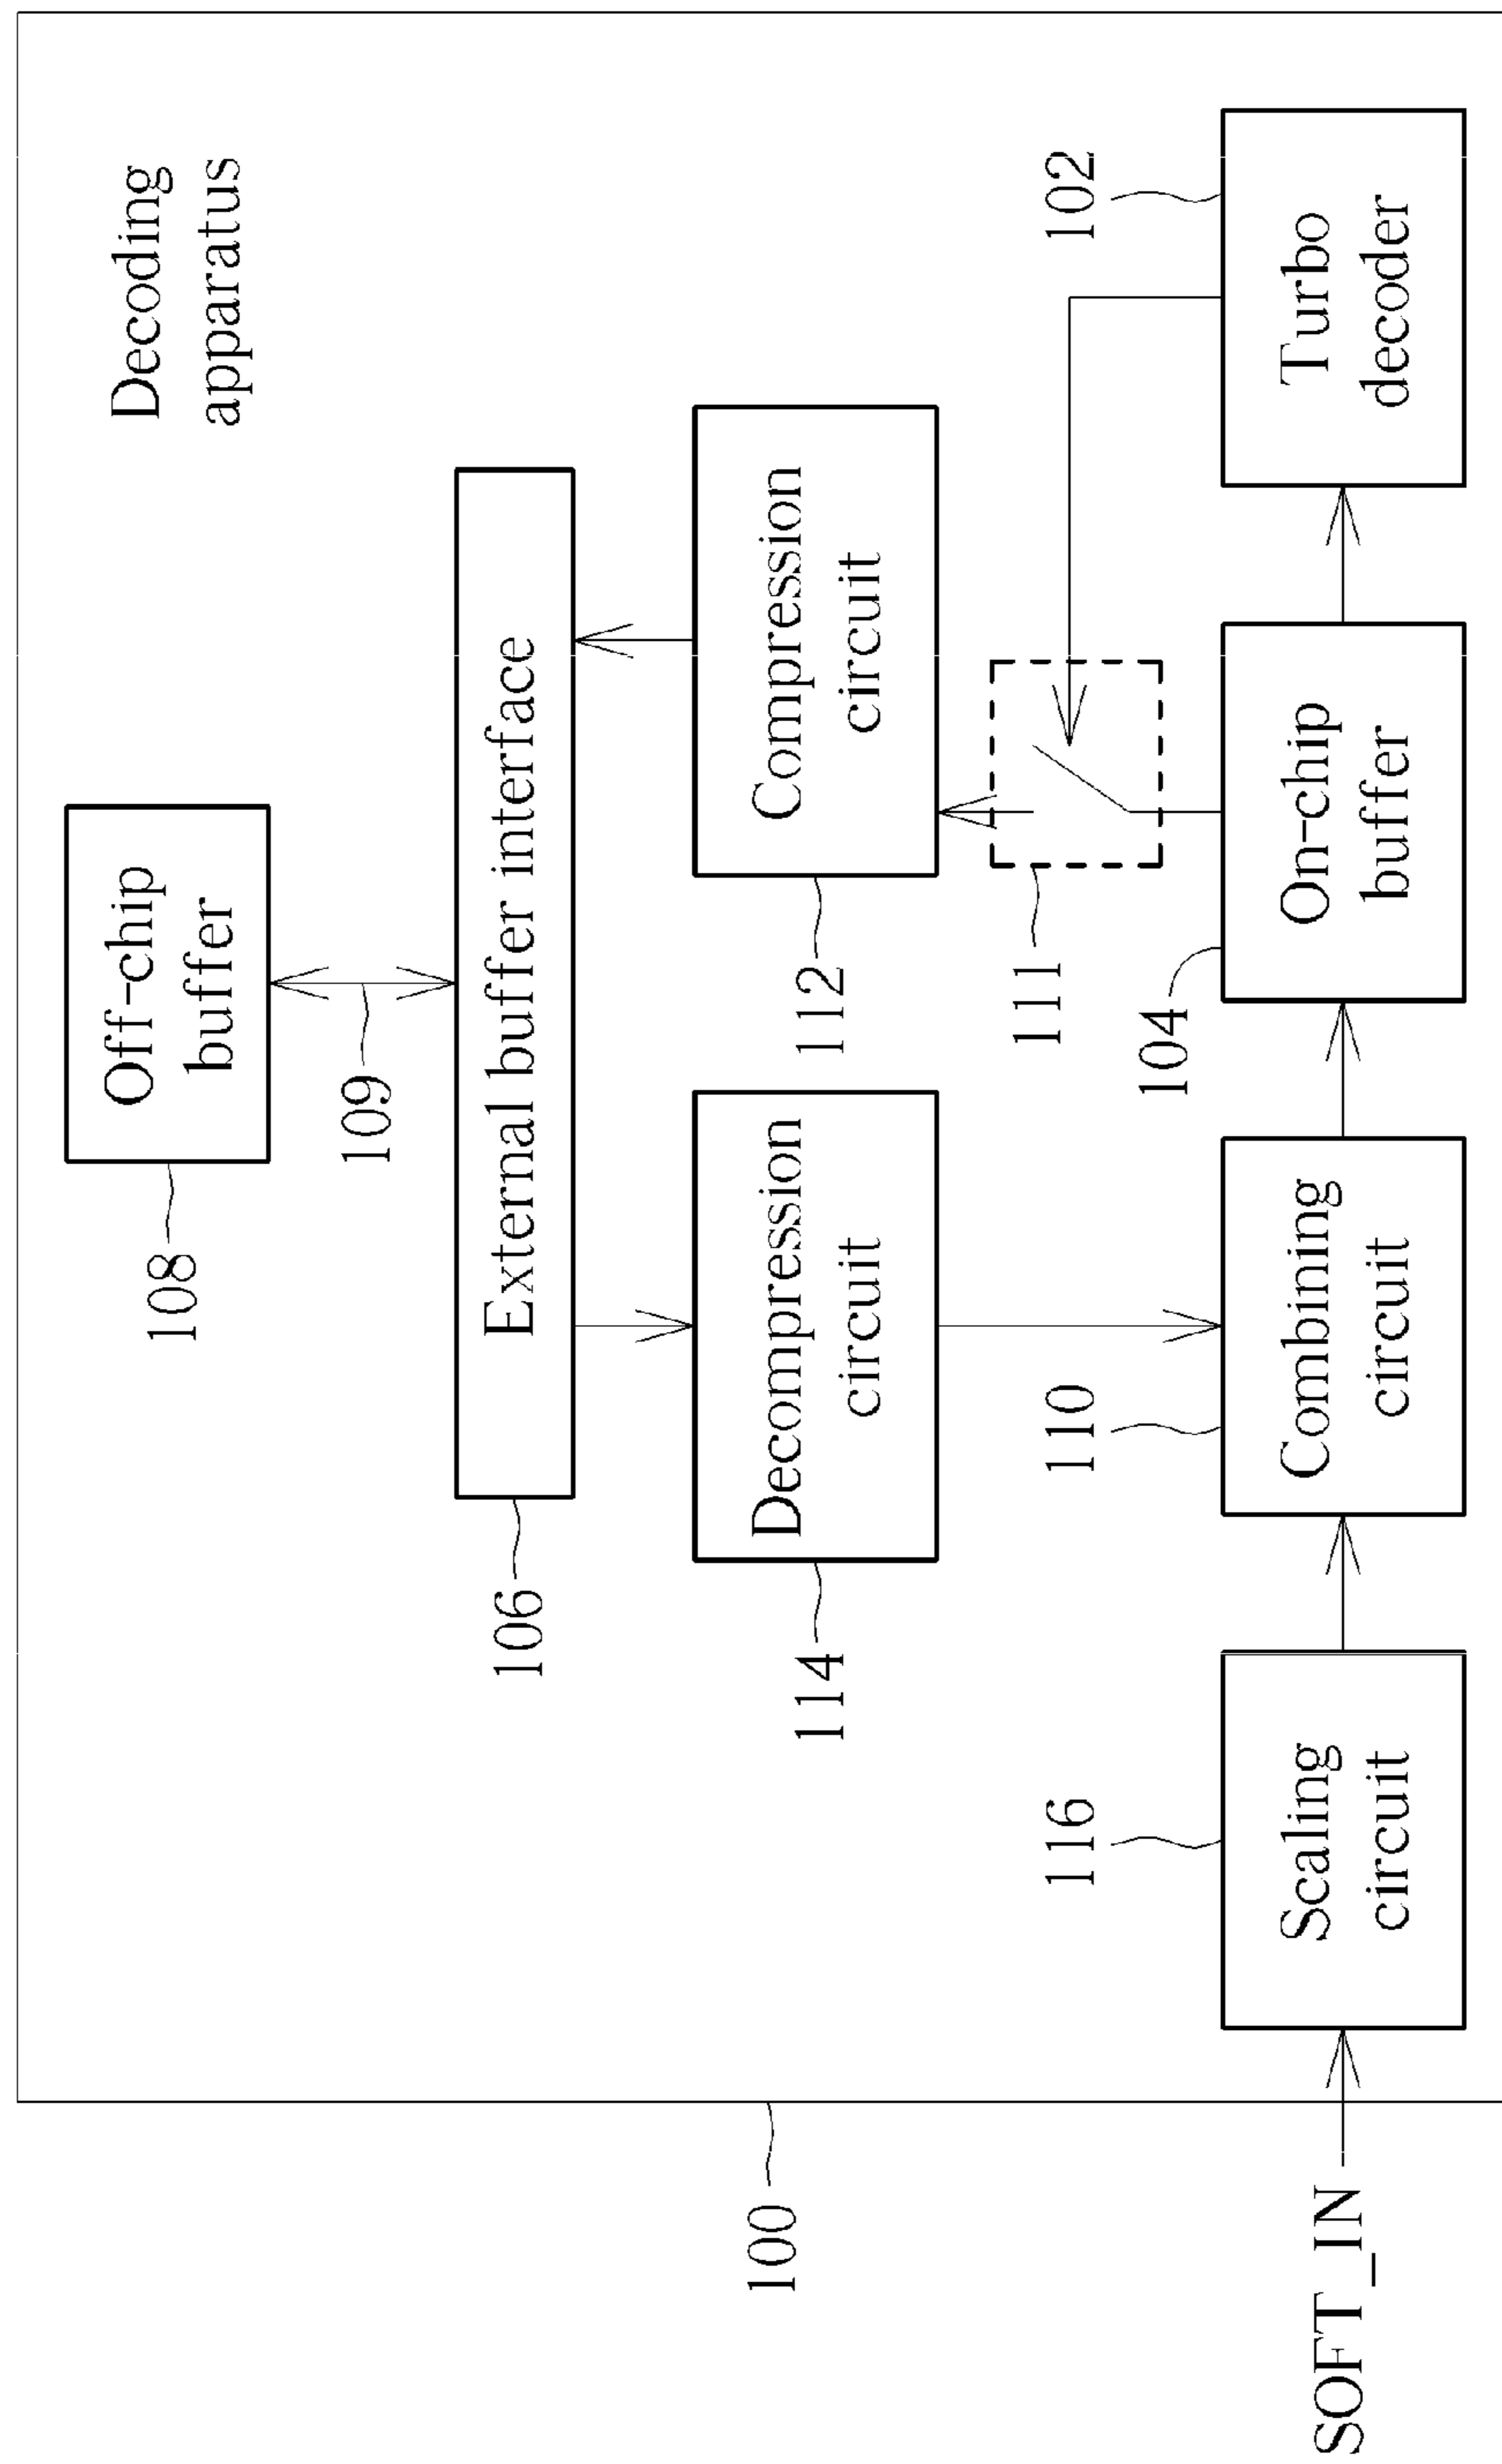 Decoding
apparatus
Off-chip
buffer
108
109
External buffer interface
106
Decompression
circuit
114
Compression
circuit
112
111
100
SOFT_IN
Scaling
circuit
116
Combining
circuit
110
On-chip
buffer
104
Turbo
decoder
102